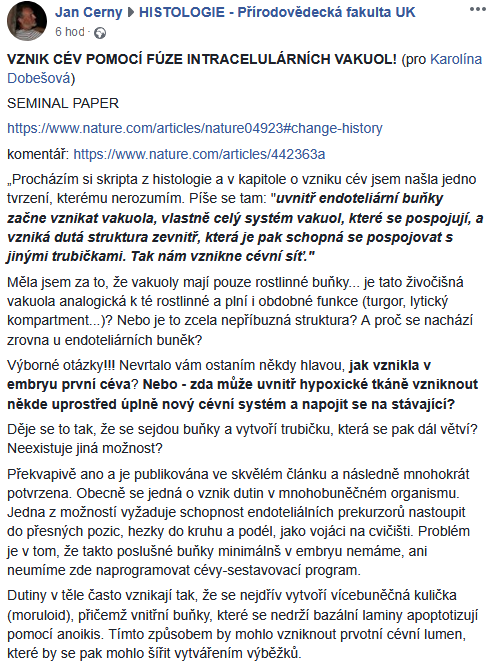 Jan Cerny ▶ HISTOLOGIE - Přírodovědecká fakulta UK
6 hod ·
VZNIK CÉV POMOCÍ FÚZE INTRACELULÁRNÍCH VAKUOL! (pro Karolína
Dobešová)
SEMINAL PAPER
https://www.nature.com/articles/nature04923#change-history
komentář: https://www.nature.com/articles/442363a
„Procházím si skripta z histologie a v kapitole o vzniku cév jsem našla jedno
tvrzení, kterému nerozumím. Píše se tam: "uvnitř endoteliární buňky
začne vznikat vakuola, vlastně celý systém vakuol, které se pospojují, a
vzniká dutá struktura zevnitř, která je pak schopná se pospojovat s
jinými trubičkami. Tak nám vznikne cévní síť."
Měla jsem za to, že vakuoly mají pouze rostlinné buňky... je tato živočišná
vakuola analogická k té rostlinné a plní i obdobné funkce (turgor, lytický
kompartment...)? Nebo je to zcela nepříbuzná struktura? A proč se nachází
zrovna u endoteliárních buněk?
Výborné otázky!!! Nevrtalo vám ostaním někdy hlavou, jak vznikla v
embryu první céva? Nebo - zda může uvnitř hypoxické tkáně vzniknout
někde uprostřed úplně nový cévní systém a napojit se na stávající?
Děje se to tak, že se sejdou buňky a vytvoří trubičku, která se pak dál větví?
Neexistuje jiná možnost?
Překvapivě ano a je publikována ve skvělém článku a následně mnohokrát
potvrzena. Obecně se jedná o vznik dutin v mnohobuněčném organismu.
Jedna z možností vyžaduje schopnost endoteliálních prekurzorů nastoupit
do přesných pozic, hezky do kruhu a podél, jako vojáci na cvičišti. Problém
je v tom, že takto poslušné buňky minimálnš v embryu nemáme, ani
neumíme zde naprogramovat cévy-sestavovací program.
Dutiny v těle často vznikají tak, že se nejdřív vytvoří vícebuněčná kulička
(moruloid), přičemž vnitřní buňky, které se nedrží bazální laminy apoptotizují
pomocí anoikis. Tímto způsobem by mohlo vzniknout prvotní cévní lumen,
které by se pak mohlo šířit vytvářením výběžků.